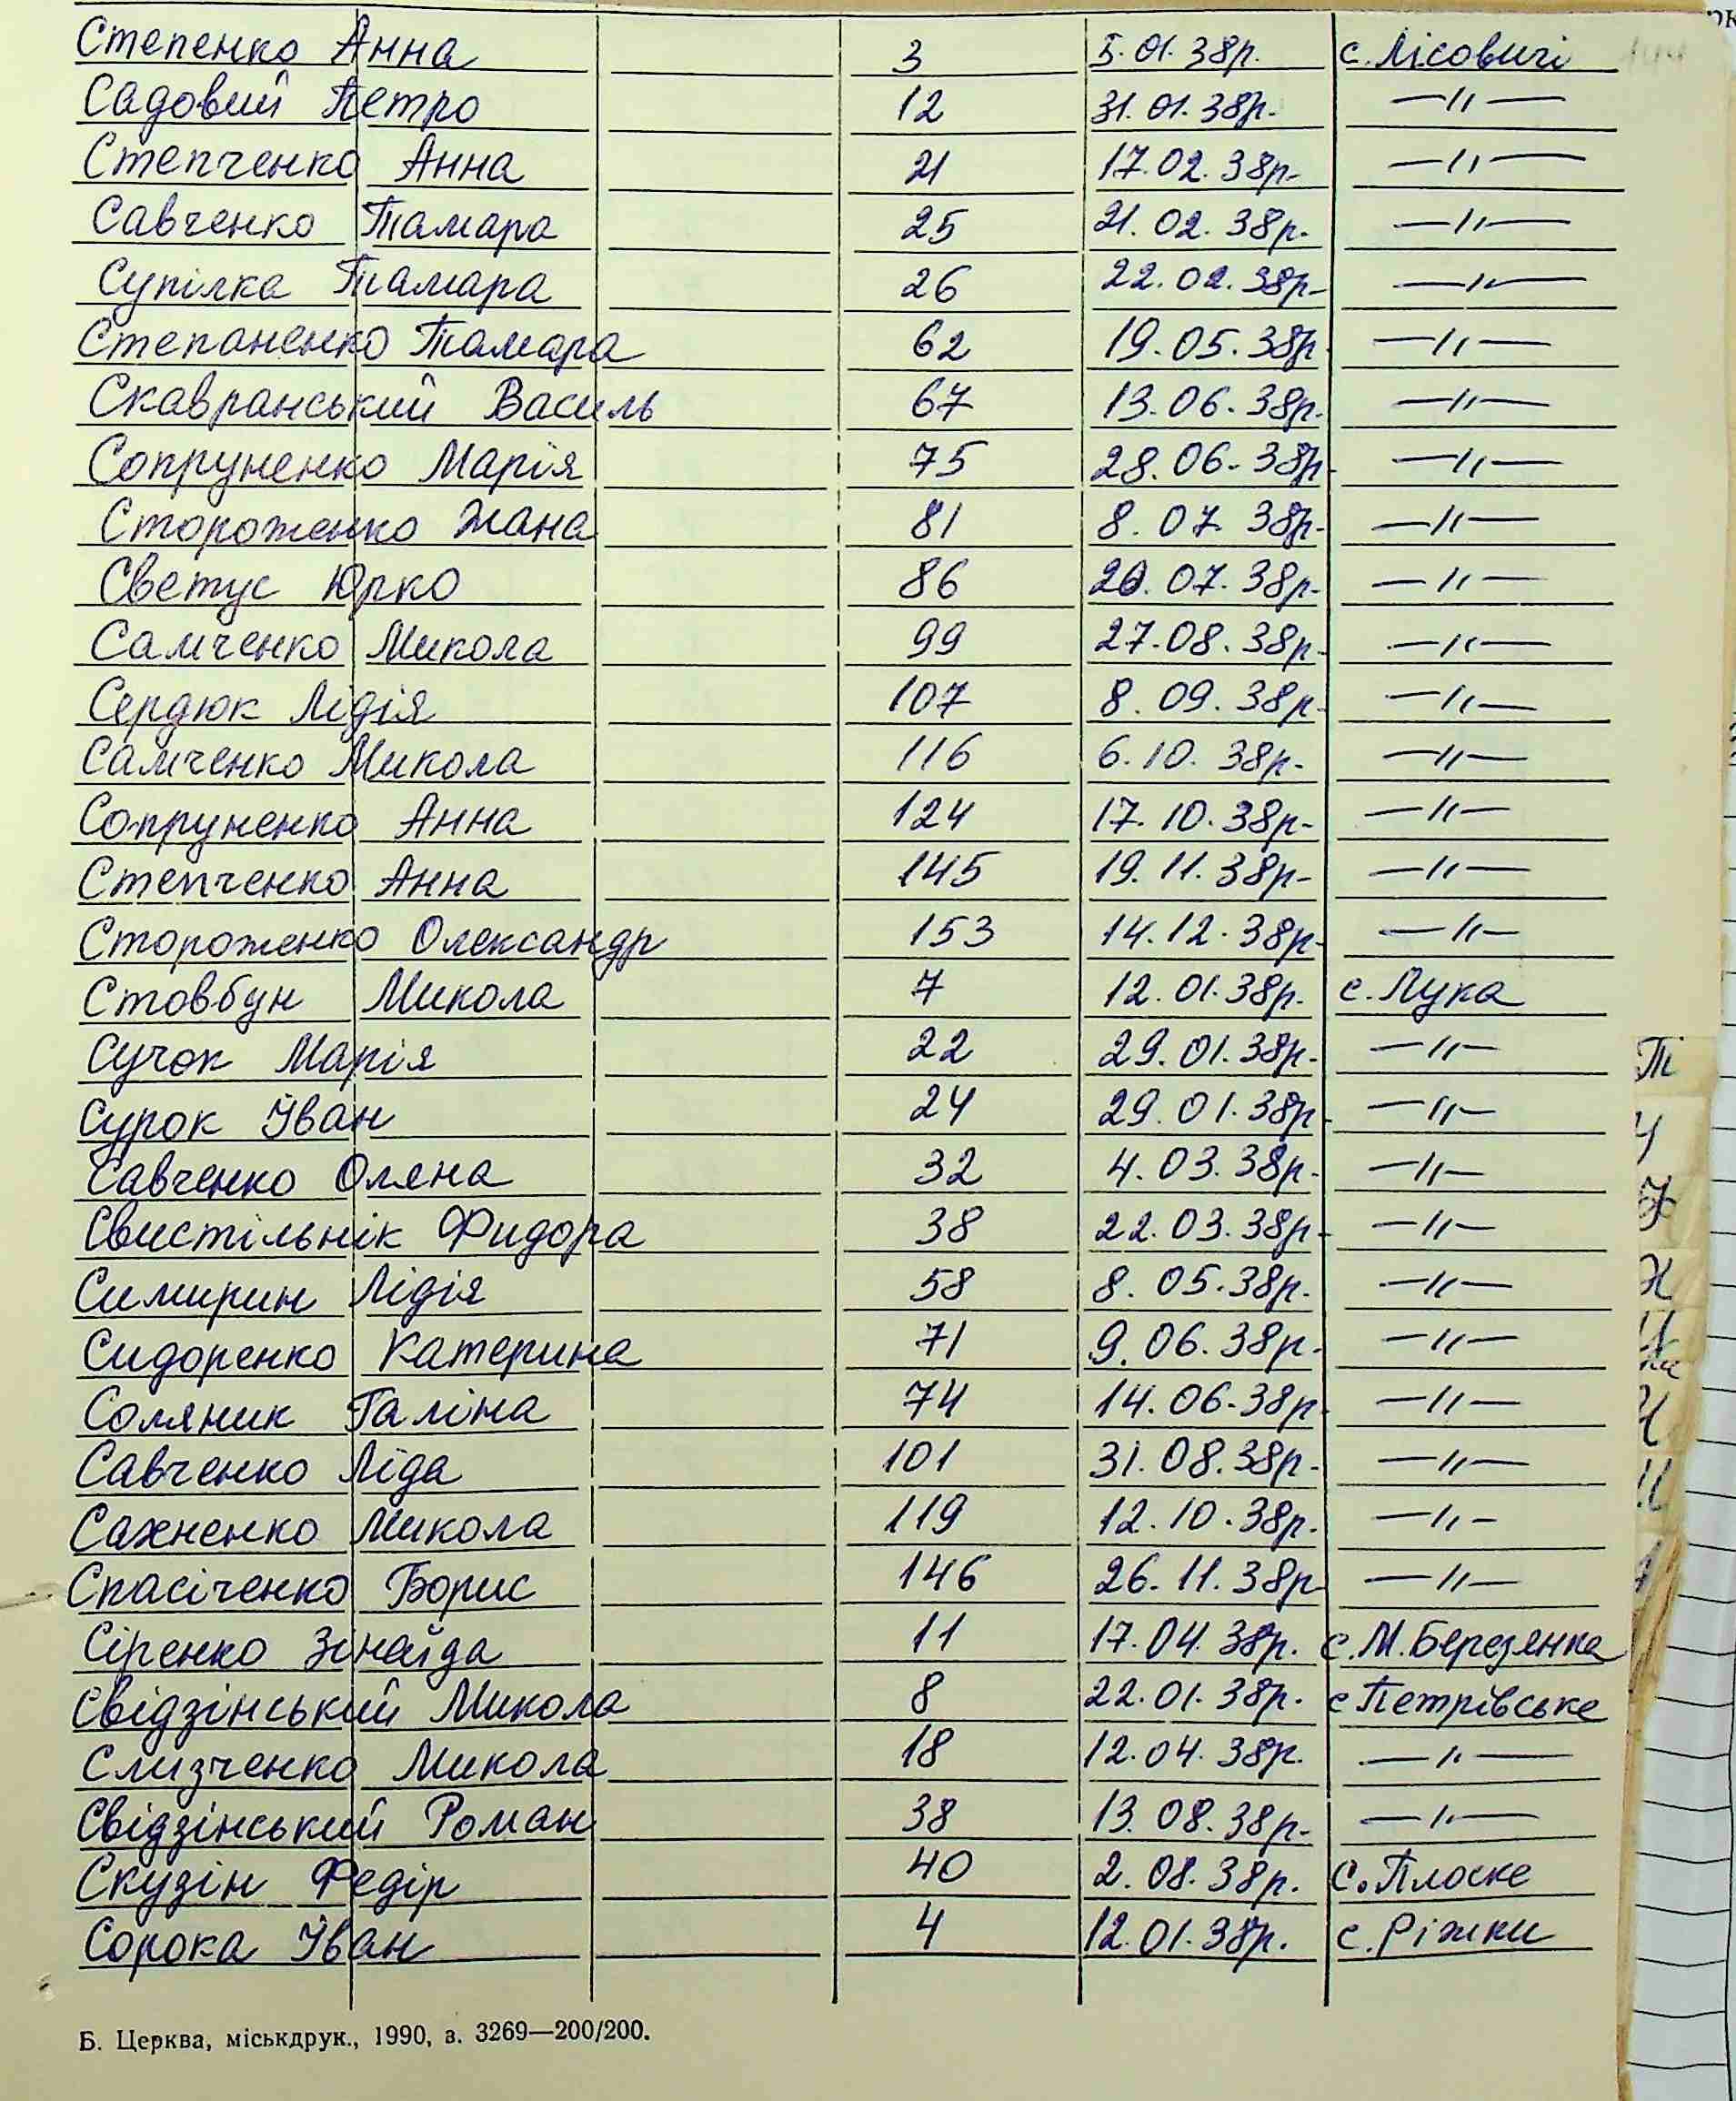 Степенко Анна 3 5.01.38р. с. Лісовичі
Садовий Петро 12 31.01.38р. —〃—
Степченко Анна 21 17.02.38р. —〃—
Савченко Тамара 25 21.02.38р. —〃—
Супілка Тамара 26 22.02.38р. —〃—
Степаненко Тамара 62 19.05.38р. —〃—
Скавранський Василь 67 13.06.38р. —〃—
Сопруненко Марія 75 28.06.38р. —〃—
Стороженко Жана 81 8.07.38р. —〃—
Светус Юрко 86 20.07.38р. —〃—
Самченко Микола 99 27.08.38р. —〃—
Сердюк Лідія 107 8.09.38р. —〃—
Самченко Микола 116 6.10.38р. —〃—
Сопруненко Анна 124 17.10.38р. —〃—
Степченко Анна 145 19.11.38р. —〃—
Стороженко Олександр 153 14.12.38р. —〃—
Стовбун Микола 7 12.01.38р. с. Лука
Сучок Марія 22 29.01.38р. —〃—
Сурок Іван 24 29.01.38р. —〃—
Савченко Оляна 32 4.03.38р. —〃—
Свистільнік Фидора 38 22.03.38р. —〃—
Симирин Лідія 58 8.05.38р. —〃—
Сидоренко Катерина 71 9.06.38р. —〃—
Соляник Галіна 74 14.06.38р. —〃—
Савченко Ліда 101 31.08.38р. —〃—
Сахненко Микола 119 12.10.38р. —〃—
Спасіченко Борис 146 26.11.38р. —〃—
Сіренко Зінаїда 11 17.04.38р. с. М. Березянка
Свідзінський Микола 8 22.01.38р. с Петрівське
Слизченко Микола 18 12.04.38р. —〃—
Свідзінський Роман 38 13.08.38р. —〃—
Скузін Федір 40 2.08.38р. с. Плоске
Сорока Іван 4 12.01.38р. с. Ріжки
Б. Церква, міськдрук., 1990, з. 3269—200/200.